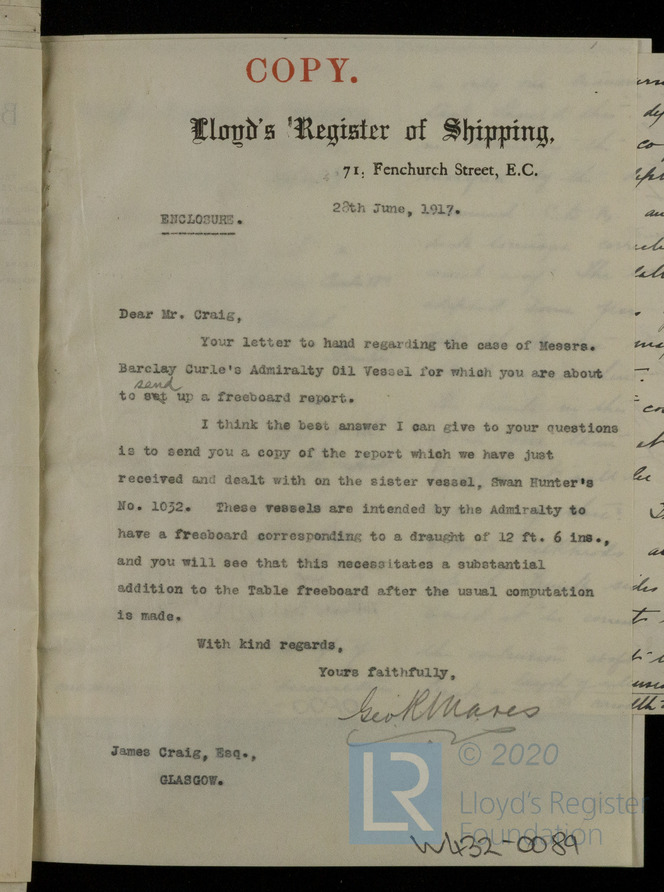 COPY.
Lloyd's Register of Shipping,
71, Fenchurch Street, E.C.
28th June, 1917.
ENCLOSURE.
Dear Mr. Craig,
Your letter to hand regarding the case of Messrs.
Barclay Curle's Admiralty Oil Vessel for which you are about
send
to set up a freeboard report.
I think the best answer I can give to your questions
is to send you a copy of the report which we have just
received and dealt with on the sister vessel, Swan Hunter's
No. 1032. These vessels are intended by the Admiralty to
have a freeboard corresponding to a draught of 12 ft. 6 ins.,
and you will see that this necessitates a substantial
addition to the Table freeboard after the usual computation
is made.
With kind regards,
Yours faithfully,
Geo R Mares
James Craig, Esq.,
GLASGOW.
LR
© 2020
Lloyd's Register
Foundation
W432-0089